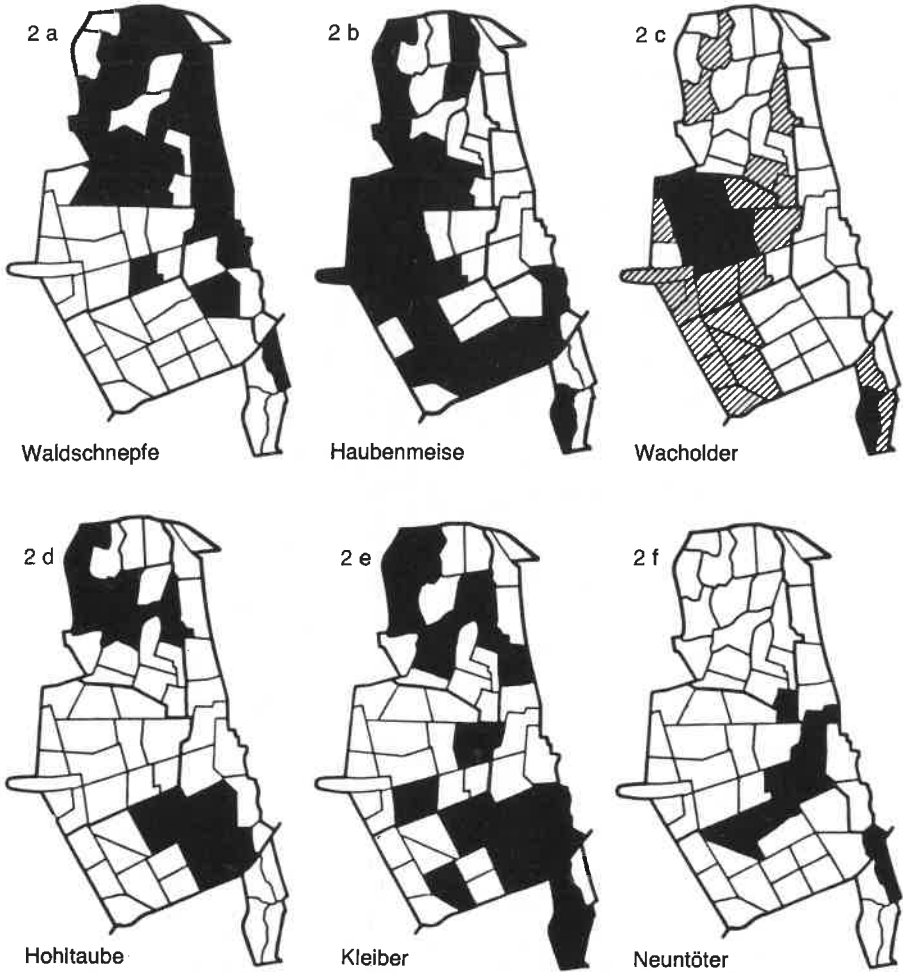 2 a
2 b
2 c
Waldschnepfe
Haubenmeise
Wacholder
2 d
2 e
2 f
Hohltaube
Kleiber
Neuntöter